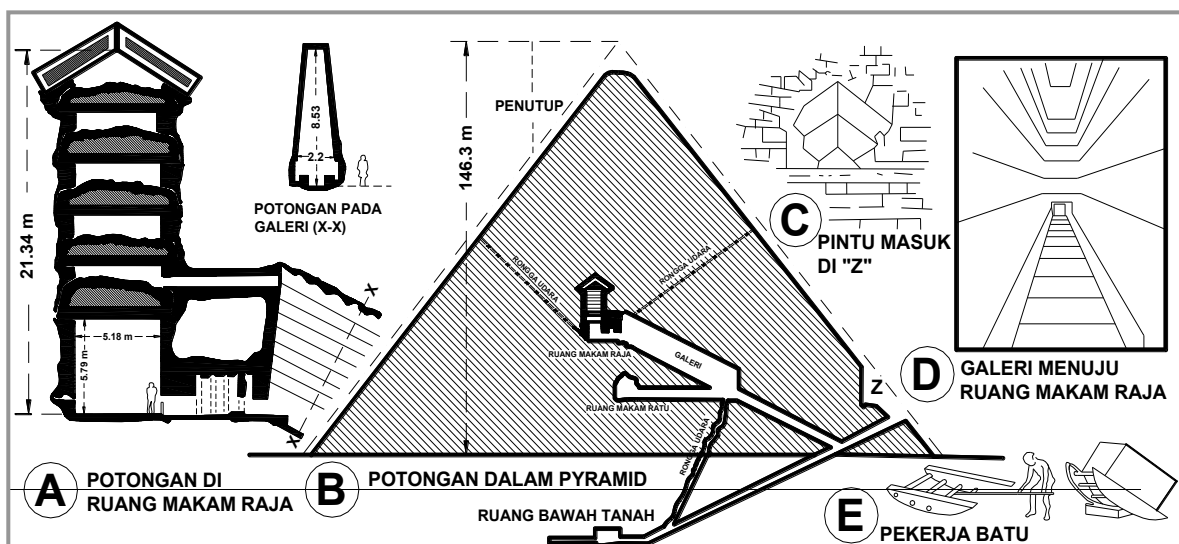 21.34 m
5.18 m
5.79 m
X
X
A
POTONGAN DI
RUANG MAKAM RAJA
8.53
2.2
POTONGAN PADA
GALERI (X-X)
146.3 m
PENUTUP
RONGGA UDARA
RONGGA UDARA
RUANG MAKAM RAJA
GALERI
RUANG MAKAM RATU
RONGGA UDARA
Z
B
POTONGAN DALAM PYRAMID
RUANG BAWAH TANAH
C
PINTU MASUK
DI "Z"
D
GALERI MENUJU
RUANG MAKAM RAJA
E
PEKERJA BATU